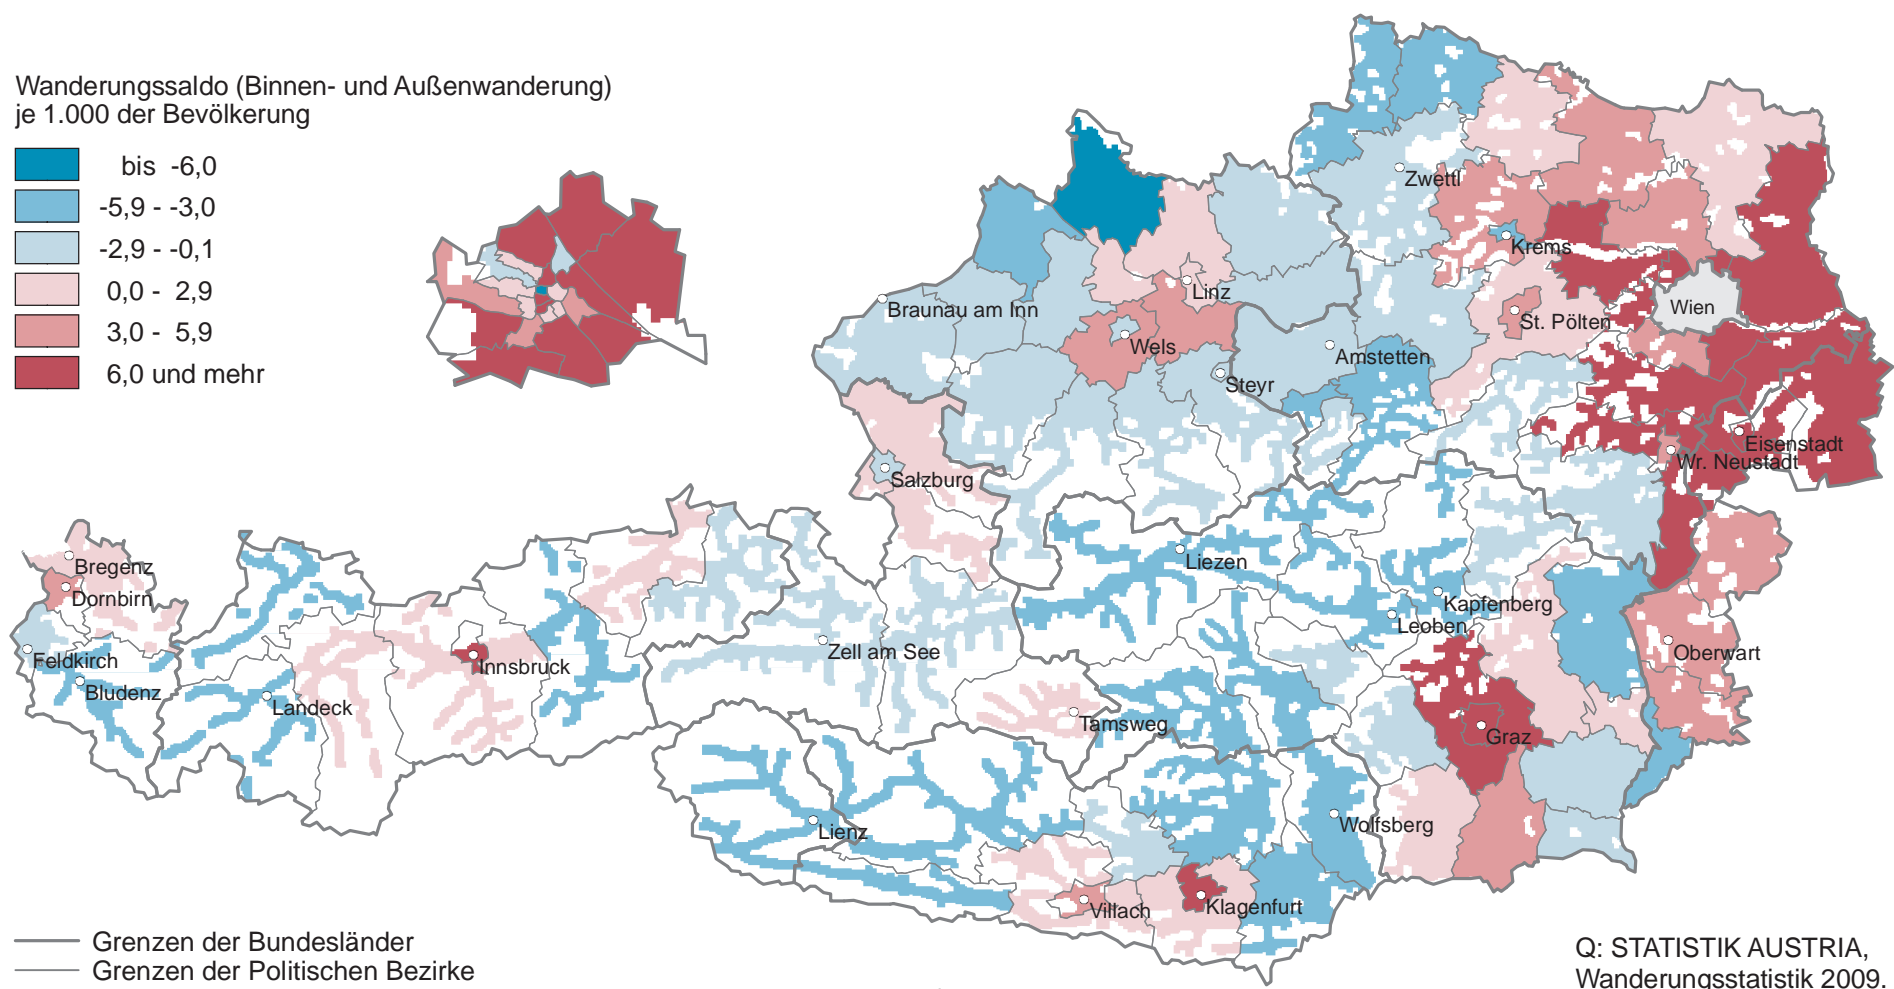 Wanderungssaldo (Binnen- und Außenwanderung)
je 1.000 der Bevölkerung
bis -6,0
-5,9 - -3,0
-2,9 - -0,1
0,0 - 2,9
3,0 - 5,9
6,0 und mehr
Zwettl
Krems
Linz
Braunau am Inn
Wien
St. Pölten
Wels
Amstetten
Steyr
Eisenstadt
Wr. Neustadt
Salzburg
Bregenz
Liezen
Dornbirn
Kapfenberg
Leoben
Feldkirch
Innsbruck
Zell am See
Oberwart
Bludenz
Landeck
Tamsweg
Graz
Lienz
Wolfsberg
Villach
Klagenfurt
Grenzen der Bundesländer
Grenzen der Politischen Bezirke
Q: STATISTIK AUSTRIA,
Wanderungsstatistik 2009.